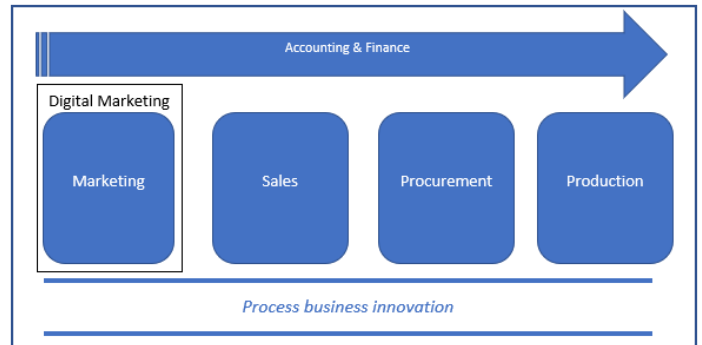 Accounting & Finance
Digital Marketing
Marketing
Sales
Procurement
Production
Process business innovation